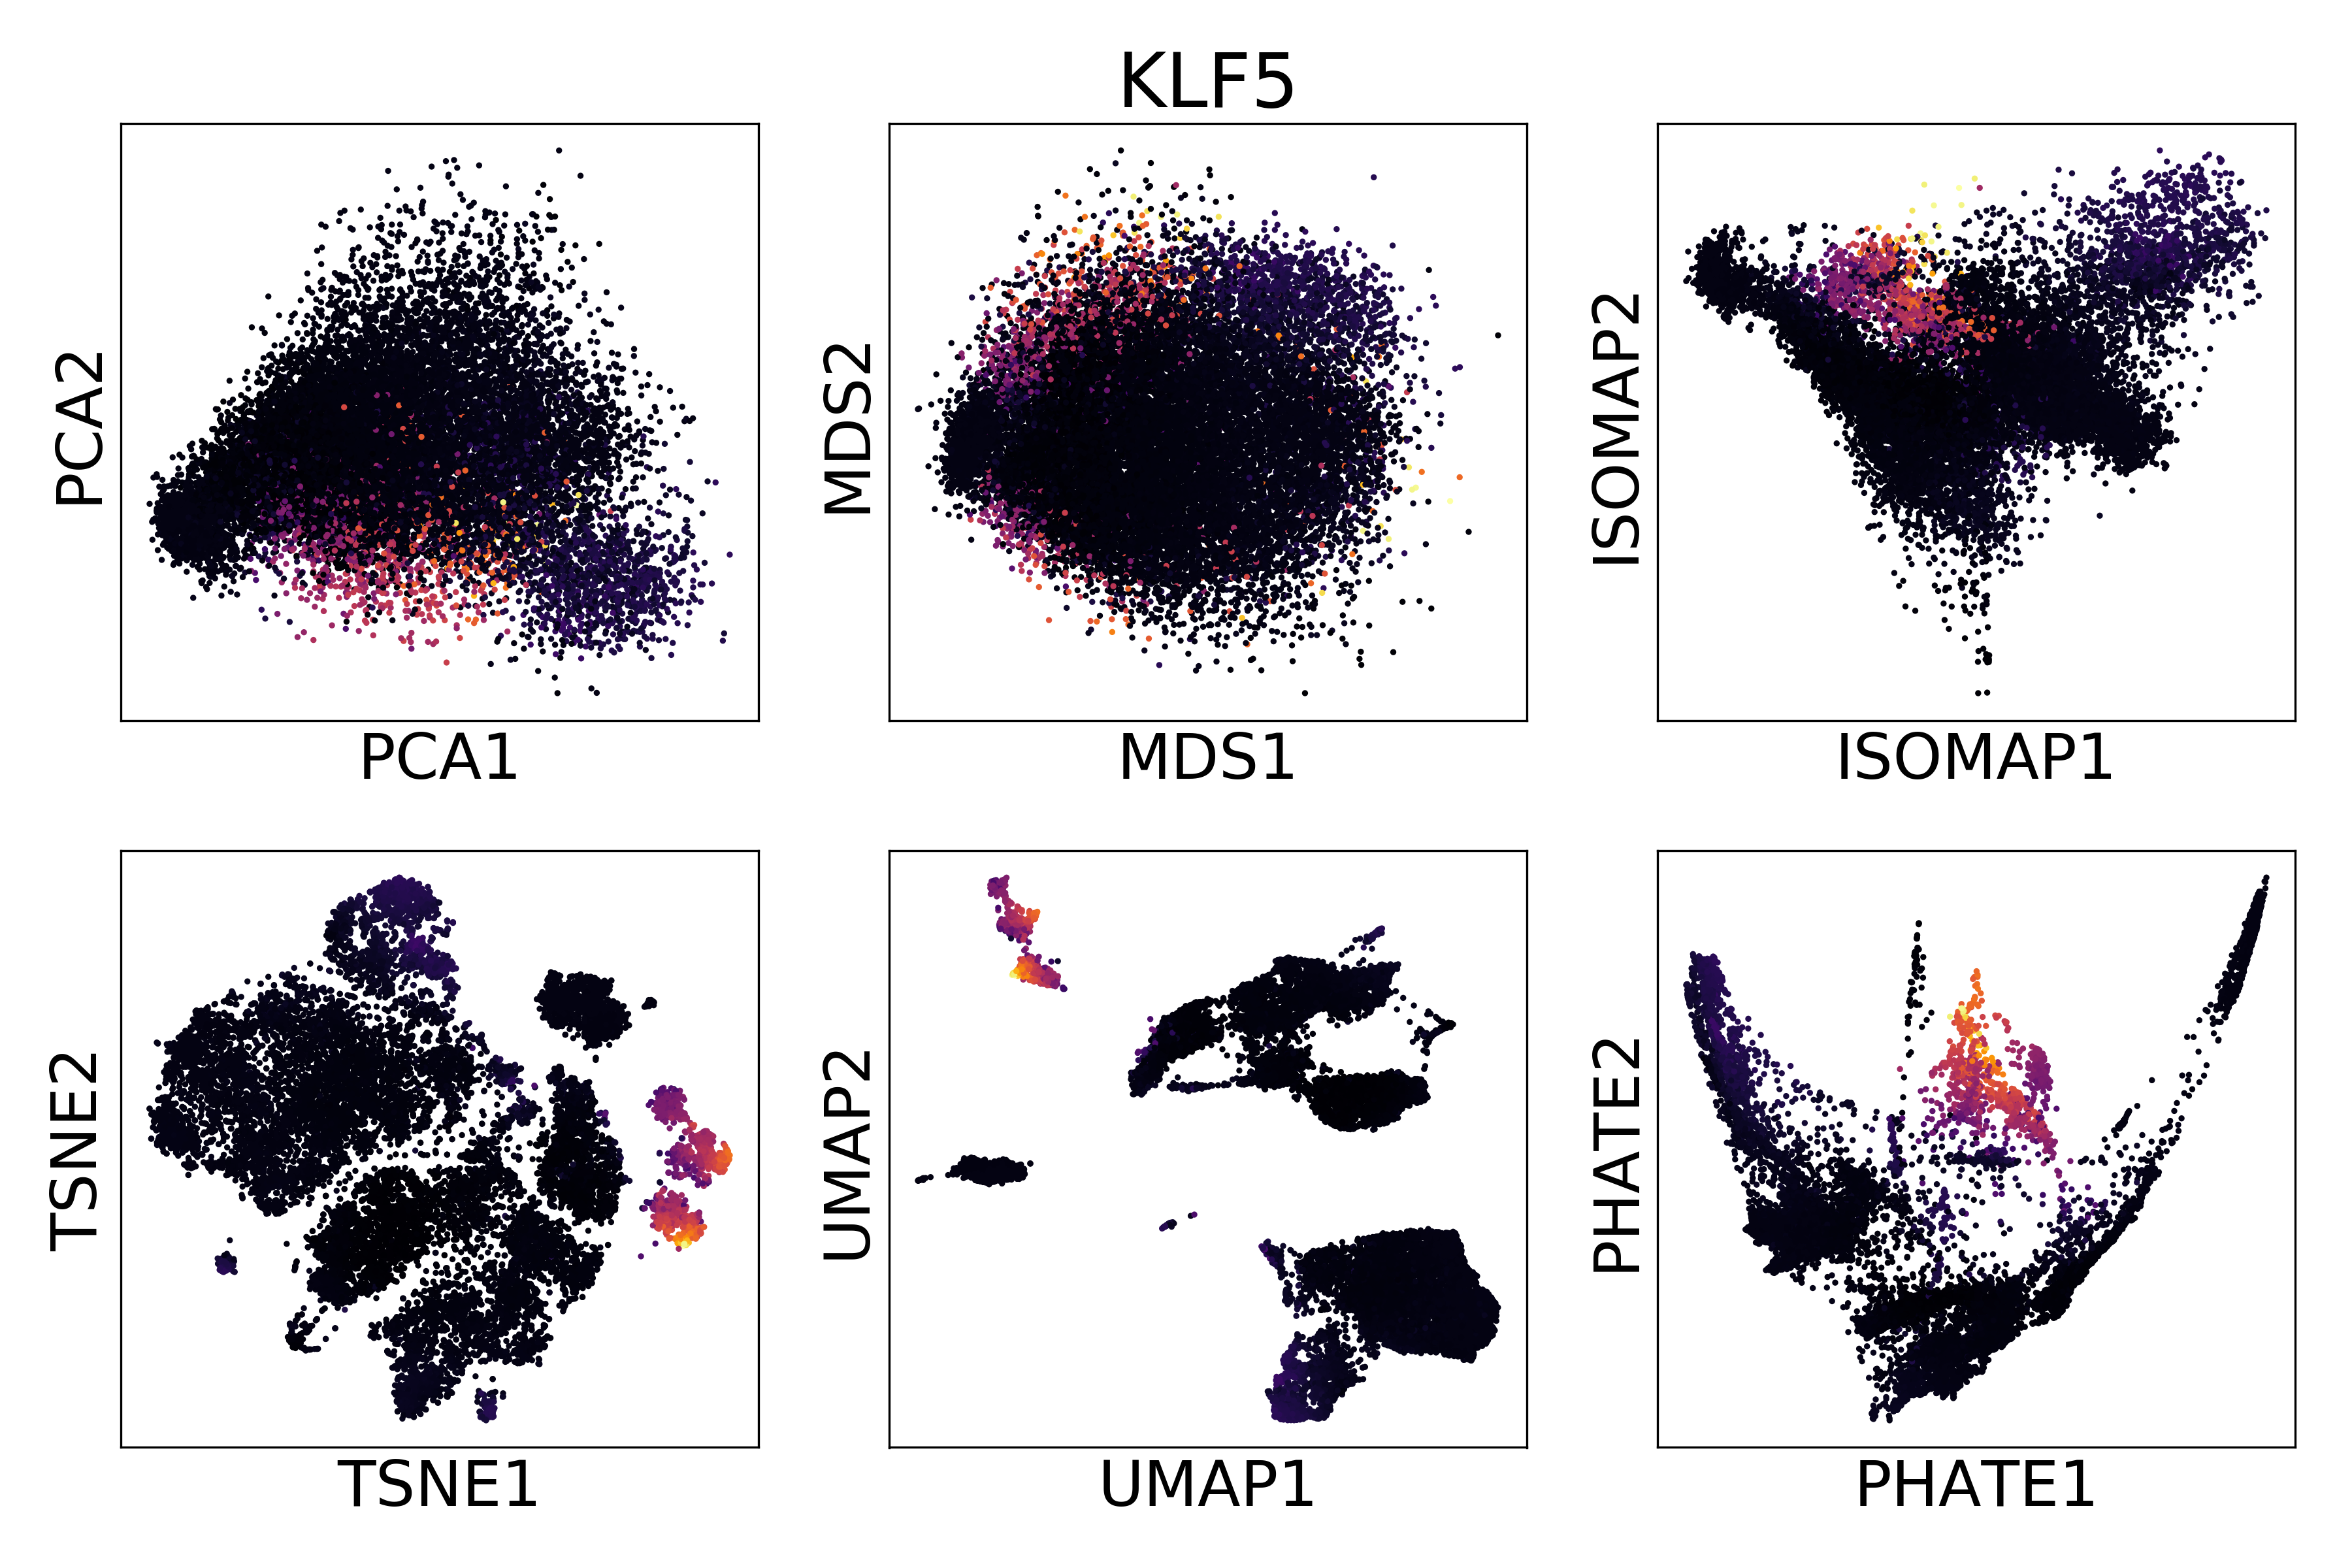 KLF5
PCA2
PCA1
MDS2
MDS1
ISOMAP2
ISOMAP1
TSNE2
TSNE1
UMAP2
UMAP1
PHATE2
PHATE1